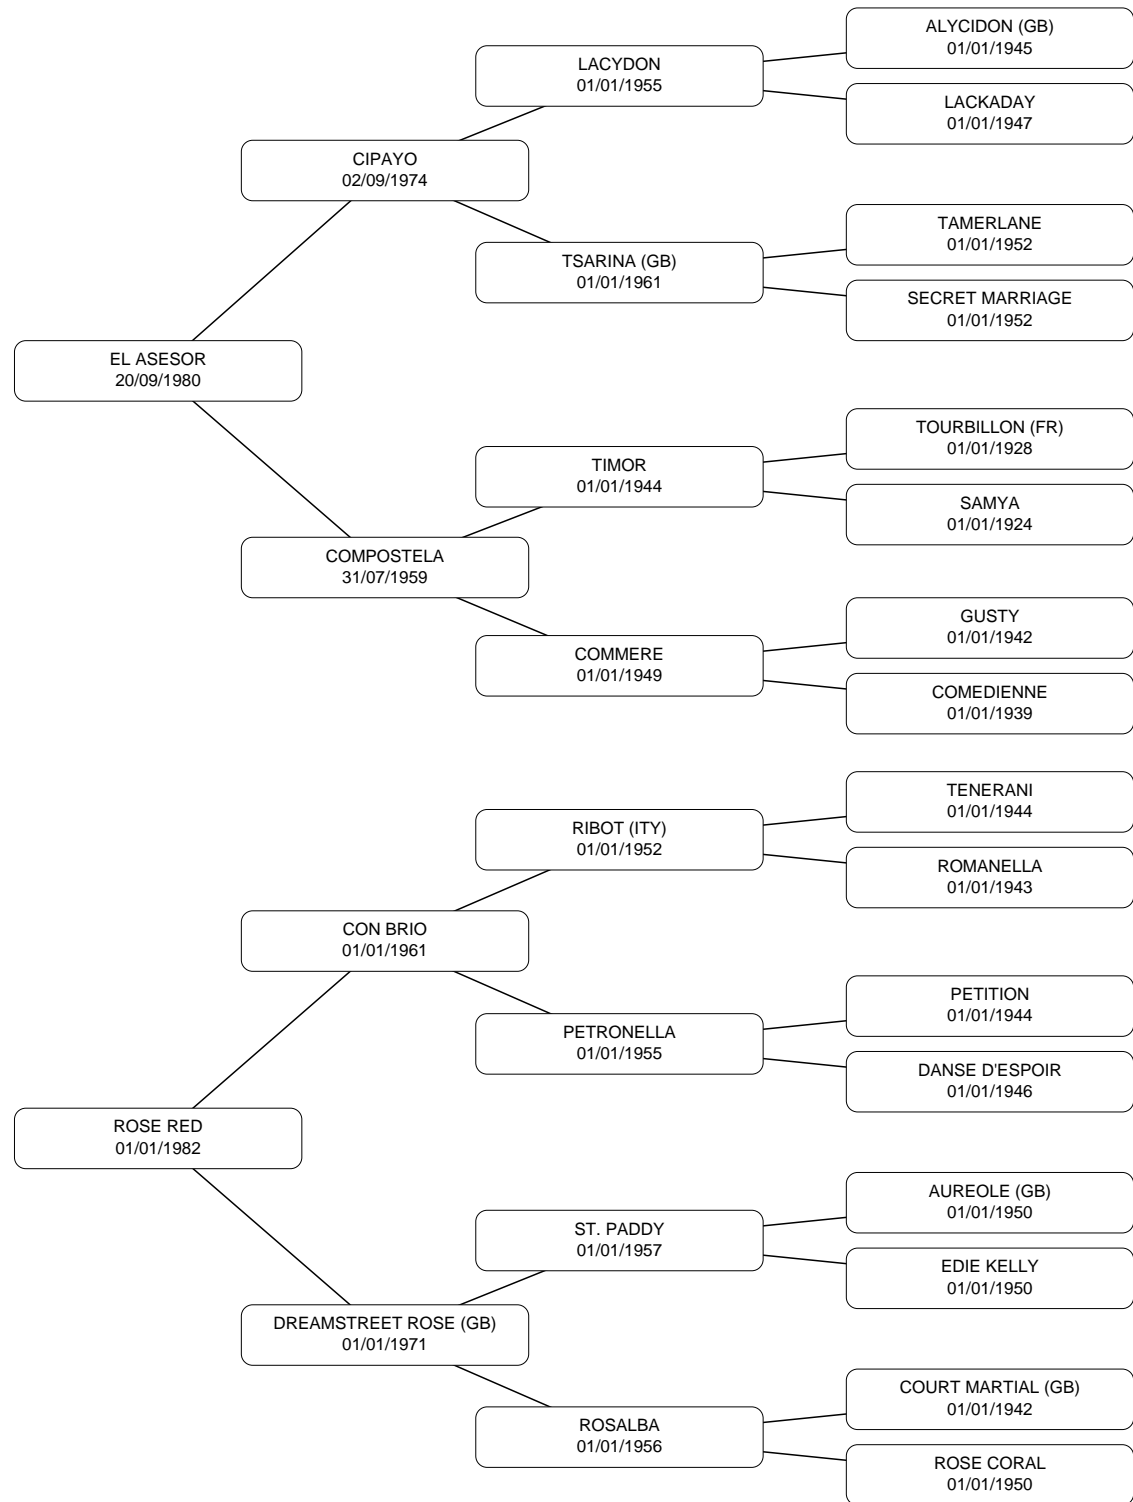 ALYCIDON (GB)
01/01/1945
LACYDON
01/01/1955
LACKADAY
01/01/1947
CIPAYO
02/09/1974
TAMERLANE
01/01/1952
TSARINA (GB)
01/01/1961
SECRET MARRIAGE
01/01/1952
EL ASESOR
20/09/1980
TOURBILLON (FR)
01/01/1928
TIMOR
01/01/1944
SAMYA
01/01/1924
COMPOSTELA
31/07/1959
GUSTY
01/01/1942
COMMERE
01/01/1949
COMEDIENNE
01/01/1939
TENERANI
01/01/1944
RIBOT (ITY)
01/01/1952
ROMANELLA
01/01/1943
CON BRIO
01/01/1961
PETITION
01/01/1944
PETRONELLA
01/01/1955
DANSE D'ESPOIR
01/01/1946
ROSE RED
01/01/1982
AUREOLE (GB)
01/01/1950
ST. PADDY
01/01/1957
EDIE KELLY
01/01/1950
DREAMSTREET ROSE (GB)
01/01/1971
COURT MARTIAL (GB)
01/01/1942
ROSALBA
01/01/1956
ROSE CORAL
01/01/1950